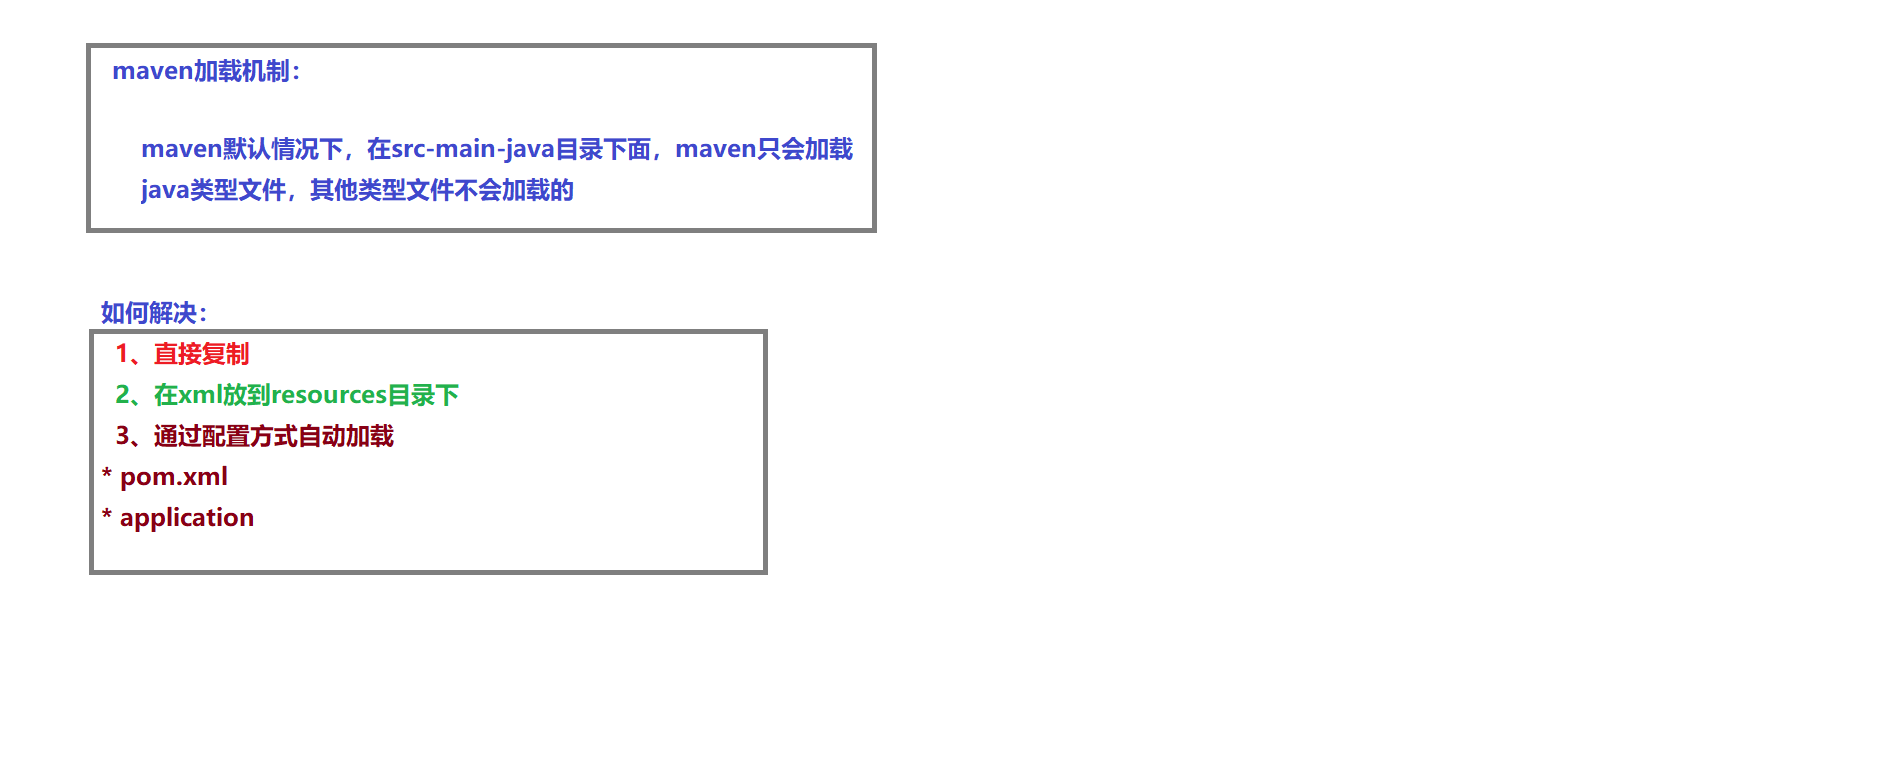 maven加载机制：
maven默认情况下，在src-main-java目录下面，maven只会加载
java类型文件，其他类型文件不会加载的
如何解决：
1、直接复制
2、在xml放到resources目录下
3、通过配置方式自动加载
* pom.xml
* application